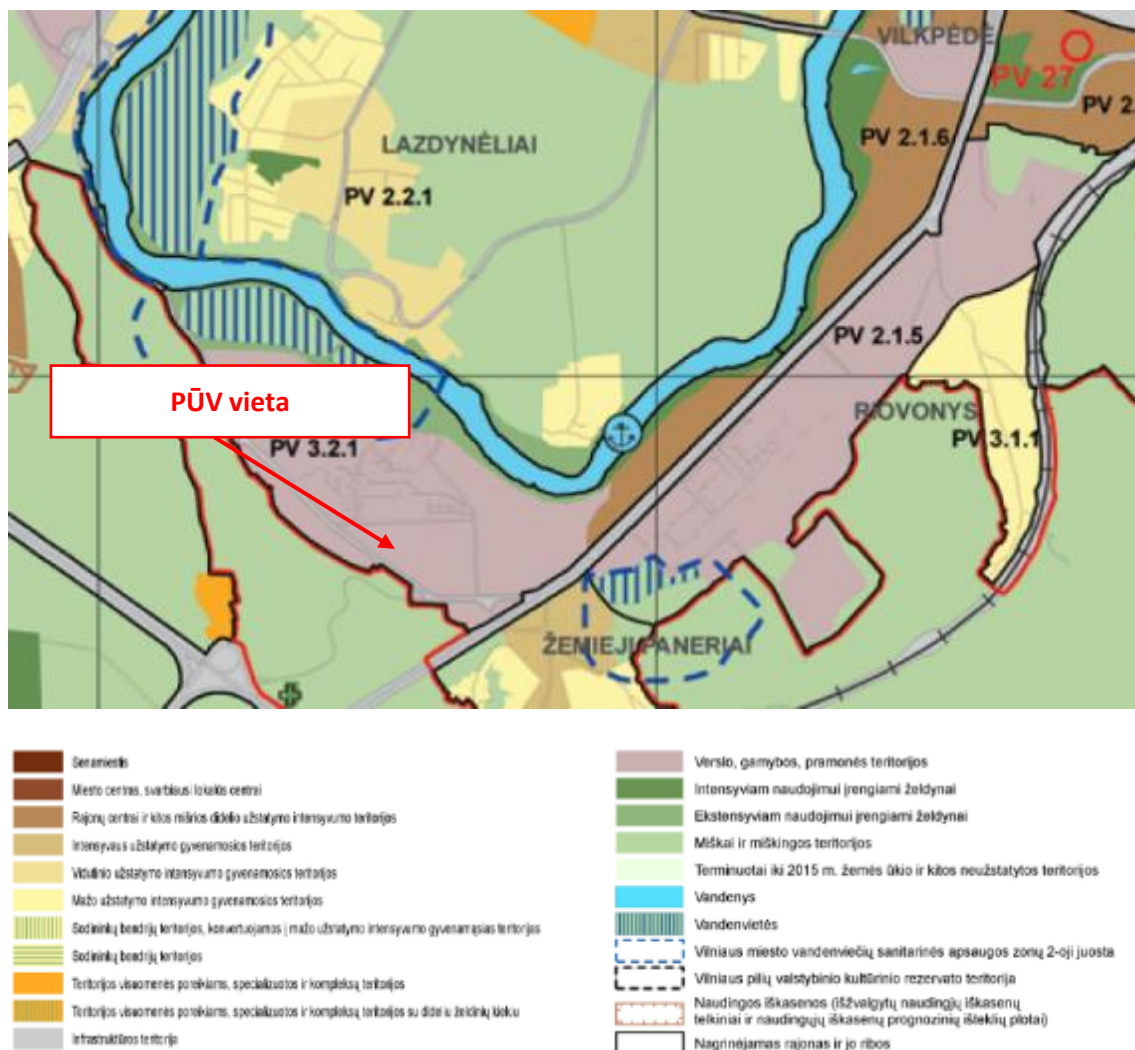 VILKPĖDĖ
PV 27
PV 2.
LAZDYNĖLIAI
PV 2.1.6
PV 2.2.1
PV 2.1.5
PŪV vieta
RIOVONYS
PV 3.1.1
PV 3.2.1
ŽEMIEJI PANERIAI
Senamiestis
Miesto centras, svarbiausi lokalūs centrai
Rajonų centrai ir kitos mišrios didelio užstatymo intensyvumo teritorijos
Intensyvaus užstatymo gyvenamosios teritorijos
Vidutinio užstatymo intensyvumo gyvenamosios teritorijos
Mažo užstatymo intensyvumo gyvenamosios teritorijos
Sodininkų bendrijų teritorijos, konvertuojamos į mažo užstatymo intensyvumo gyvenamąsias teritorijas
Sodininkų bendrijų teritorijos
Teritorijos visuomenės poreikiams, specializuotos ir kompleksų teritorijos
Teritorijos visuomenės poreikiams, specializuotos ir kompleksų teritorijos su dideliu želdinių kiekiu
Infrastruktūros teritorija
Verslo, gamybos, pramonės teritorijos
Intensyviam naudojimui įrengiami želdynai
Ekstensyviam naudojimui įrengiami želdynai
Miškai ir miškingos teritorijos
Terminuotai iki 2015 m. žemės ūkio ir kitos neužstatytos teritorijos
Vandenys
Vandenvietės
Vilniaus miesto vandenviečių sanitarinės apsaugos zonų 2-oji juosta
Vilniaus pilių valstybinio kultūrinio rezervato teritorija
Naudingos iškasenos (išžvalgytų naudingų iškasenų
telkiniai ir naudingųjų iškasenų prognozinių išteklių plotai)
Nagrinėjamas rajonas ir jo ribos